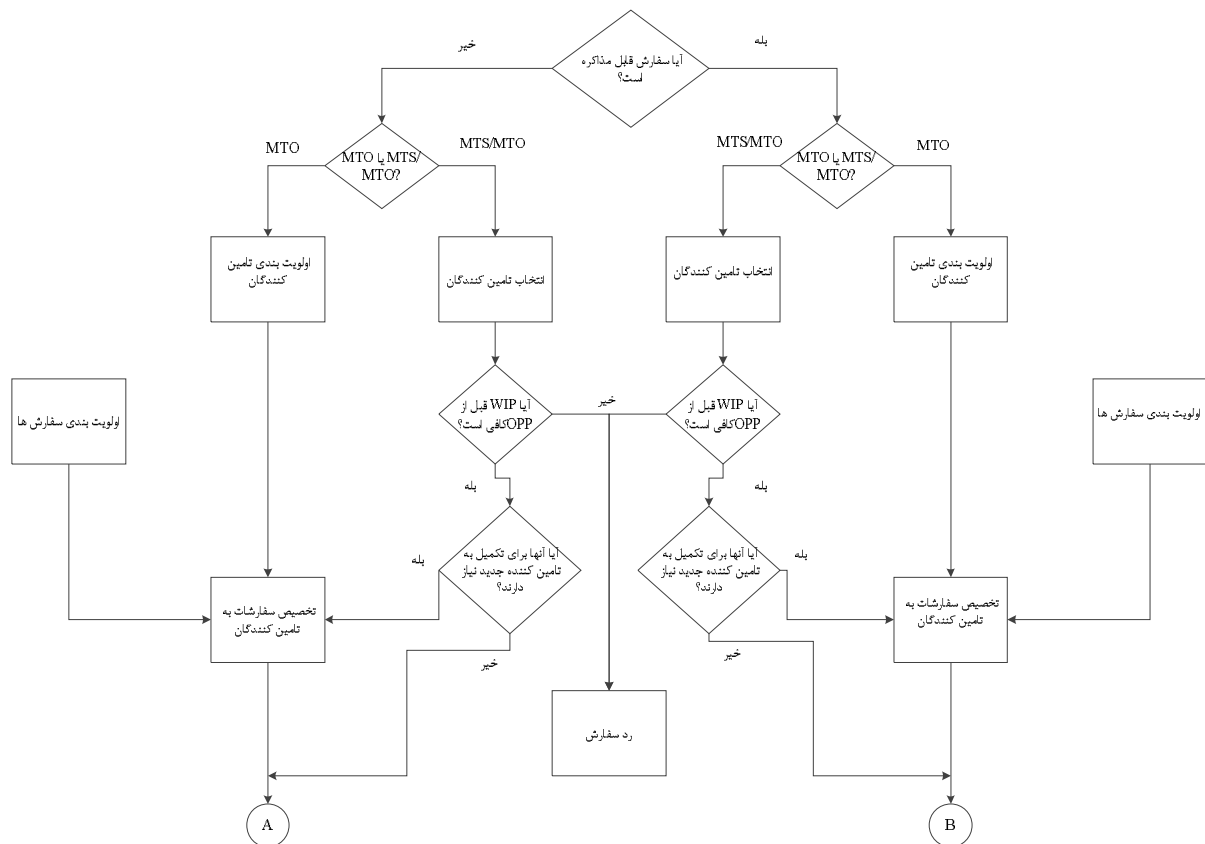 آیا سفارش قابل مذاکره
است؟
خیر
بله
MTO یا MTS/
MTO?
MTO
MTS/MTO
MTO یا MTS/
MTO?
MTS/MTO
MTO
اولویت بندی تامین
کنندگان
انتخاب تامین کنندگان
انتخاب تامین کنندگان
اولویت بندی تامین
کنندگان
اولویت بندی سفارش ها
آیا WIP قبل از
OPPکافی است؟
خیر
آیا WIP قبل از
OPPکافی است؟
اولویت بندی سفارش ها
بله
بله
آیا آنها برای تکمیل به
تامین کننده جدید نیاز
دارند؟
بله
آیا آنها برای تکمیل به
تامین کننده جدید نیاز
دارند؟
بله
تخصیص سفارشات به
تامین کنندگان
تخصیص سفارشات به
تامین کنندگان
خیر
خیر
رد سفارش
A
B